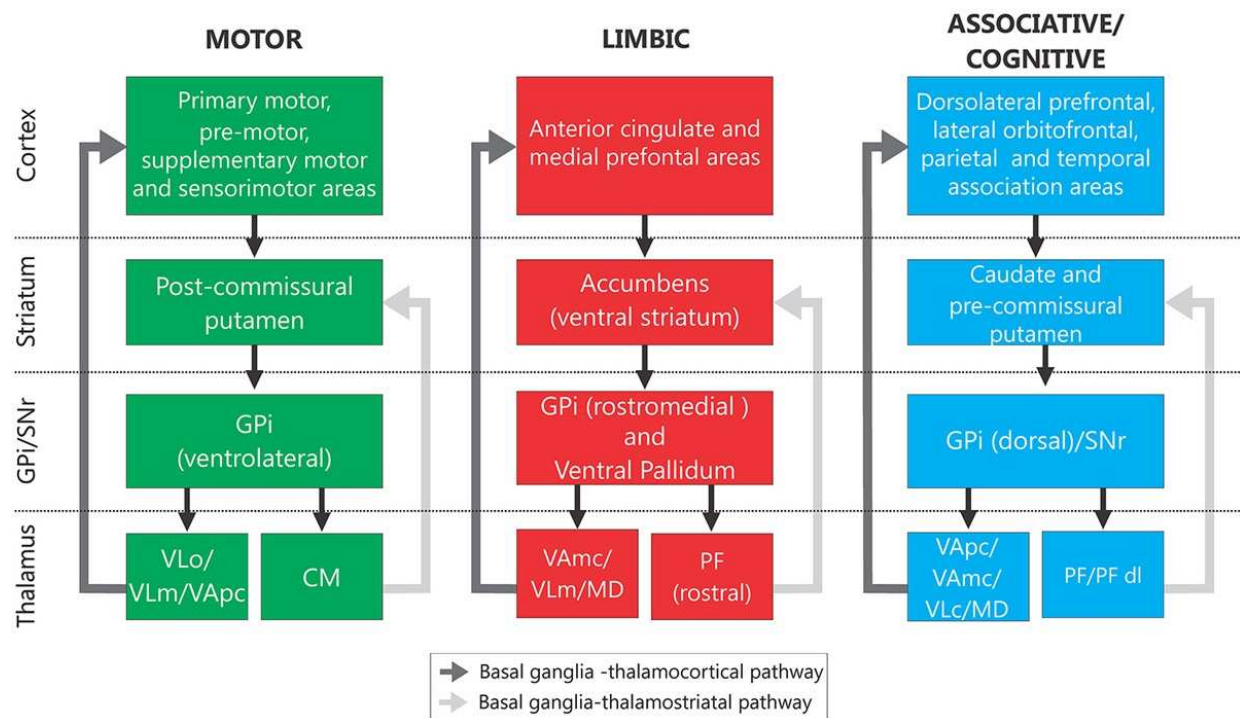 MOTOR
LIMBIC
ASSOCIATIVE/
COGNITIVE
Cortex
Primary motor,
pre-motor,
supplementary motor
and sensorimotor areas
Anterior cingulate and
medial prefontal areas
Dorsolateral prefrontal,
lateral orbitofrontal,
parietal and temporal
association areas
Striatum
Post-commissural
putamen
Accumbens
(ventral striatum)
Caudate and
pre-commissural
putamen
GPi/SNr
GPi
(ventrolateral)
GPi (rostromedial )
and
Ventral Pallidum
GPi (dorsal)/SNr
Thalamus
VLo/
VLm/VApc
CM
VAmc/
VLm/MD
PF
(rostral)
VApc/
VAmc/
VLc/MD
PF/PF dl
Basal ganglia -thalamocortical pathway
Basal ganglia-thalamostriatal pathway